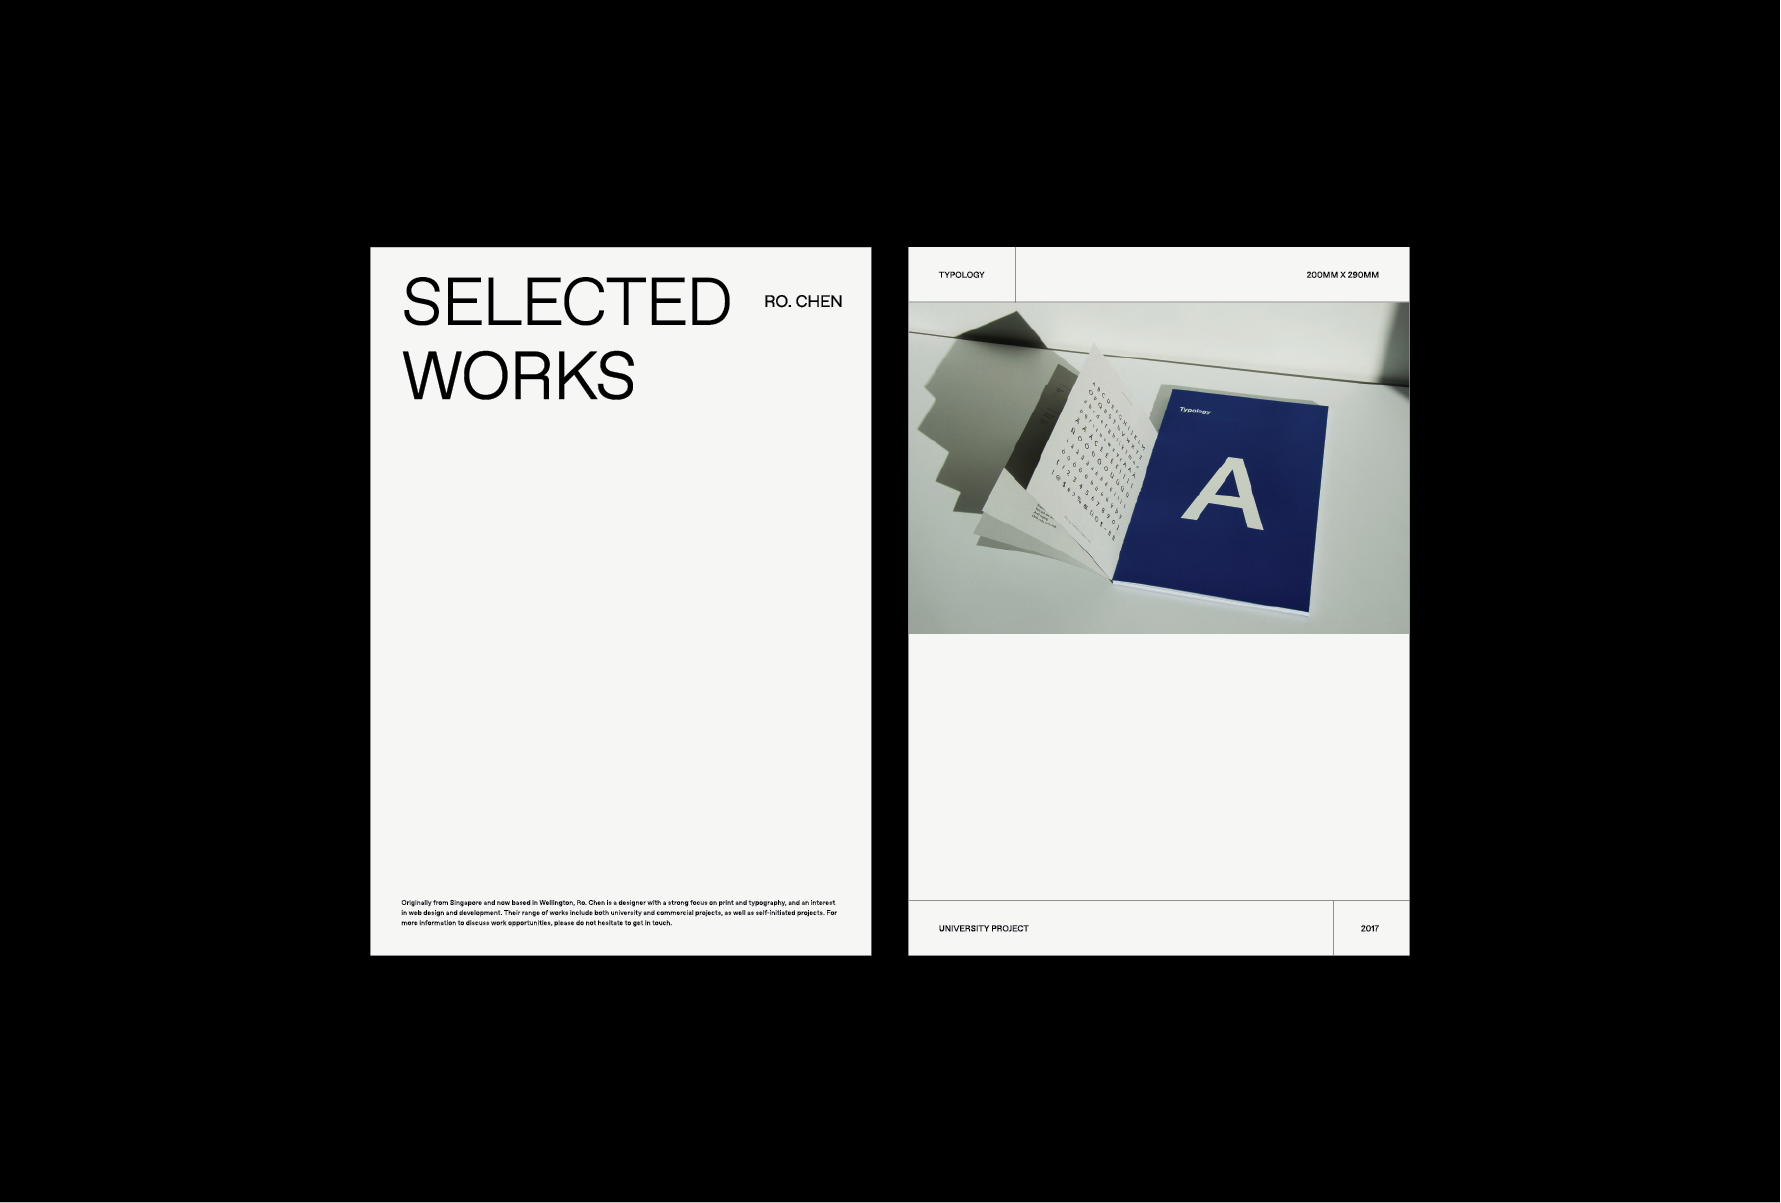 SELECTED
WORKS
RO. CHEN
Originally from Singapore and now based in Wellington, Ro. Chen is a designer with a strong focus on print and typography, and an interest
in web design and development. Their range of works include both university and commercial projects, as well as self-initiated projects. For
more information to discuss work opportunities, please do not hesitate to get in touch.
TYPOLOGY
200MM X 290MM
Typology
A
UNIVERSITY PROJECT
2017